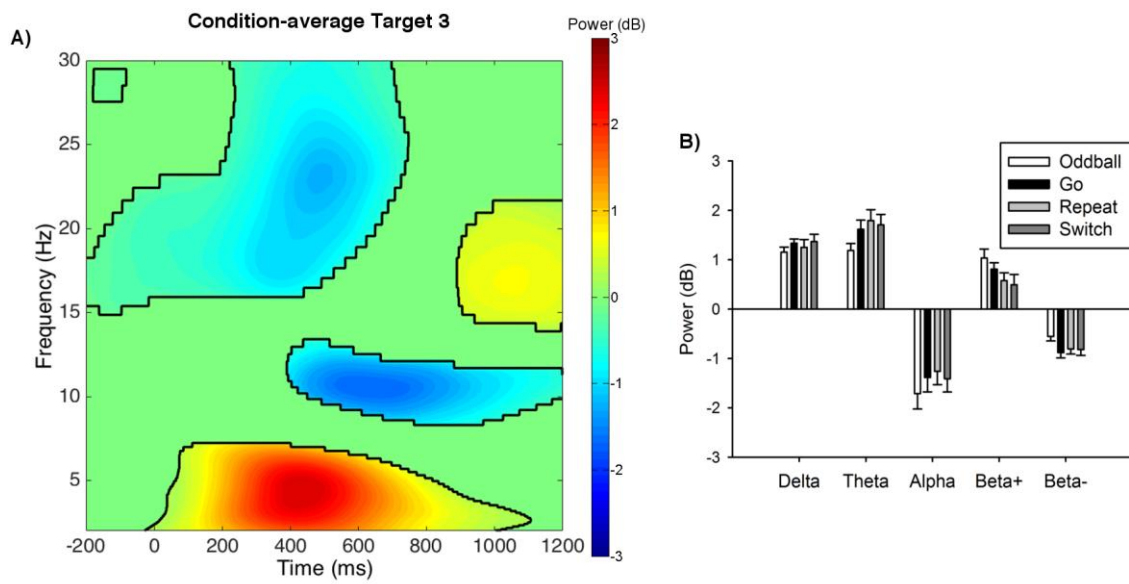 Condition-average Target 3
Power (dB)
A)
30
25
20
15
10
5
Frequency (Hz)
-200 0 200 400 600 800 1000 1200
Time (ms)
3
2
1
0
-1
-2
-3
B)
Oddball
Go
Repeat
Switch
3
2
1
0
-1
-2
-3
Power (dB)
Delta Theta Alpha Beta+ Beta-